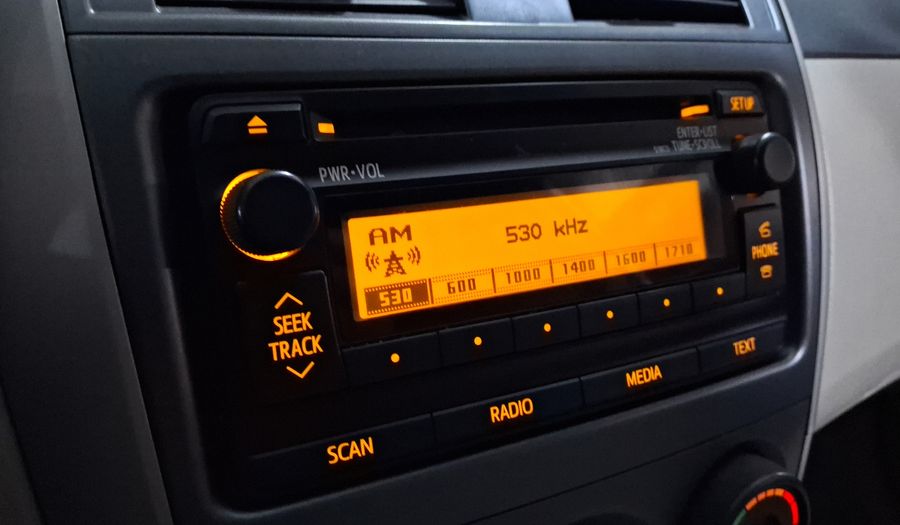 SETUP
ENTER·LIST
TUNE·SCROLL
PWR·VOL
AM
530 kHz
530 600 1000 1400 1600 1710
PHONE
SEEK
TRACK
SCAN
RADIO
MEDIA
TEXT